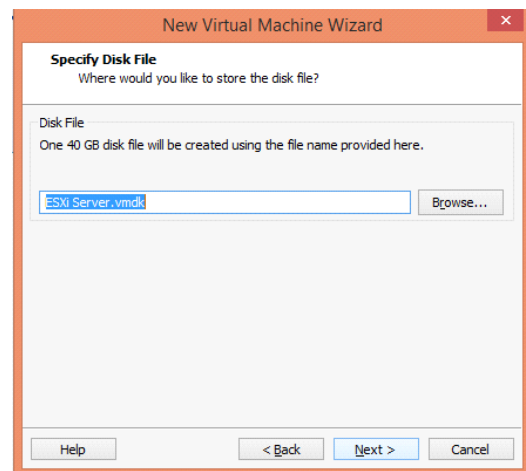 New Virtual Machine Wizard
Specify Disk File
Where would you like to store the disk file?
Disk File
One 40 GB disk file will be created using the file name provided here.
ESXi Server.vmdk
Browse...
Help
< Back
Next >
Cancel